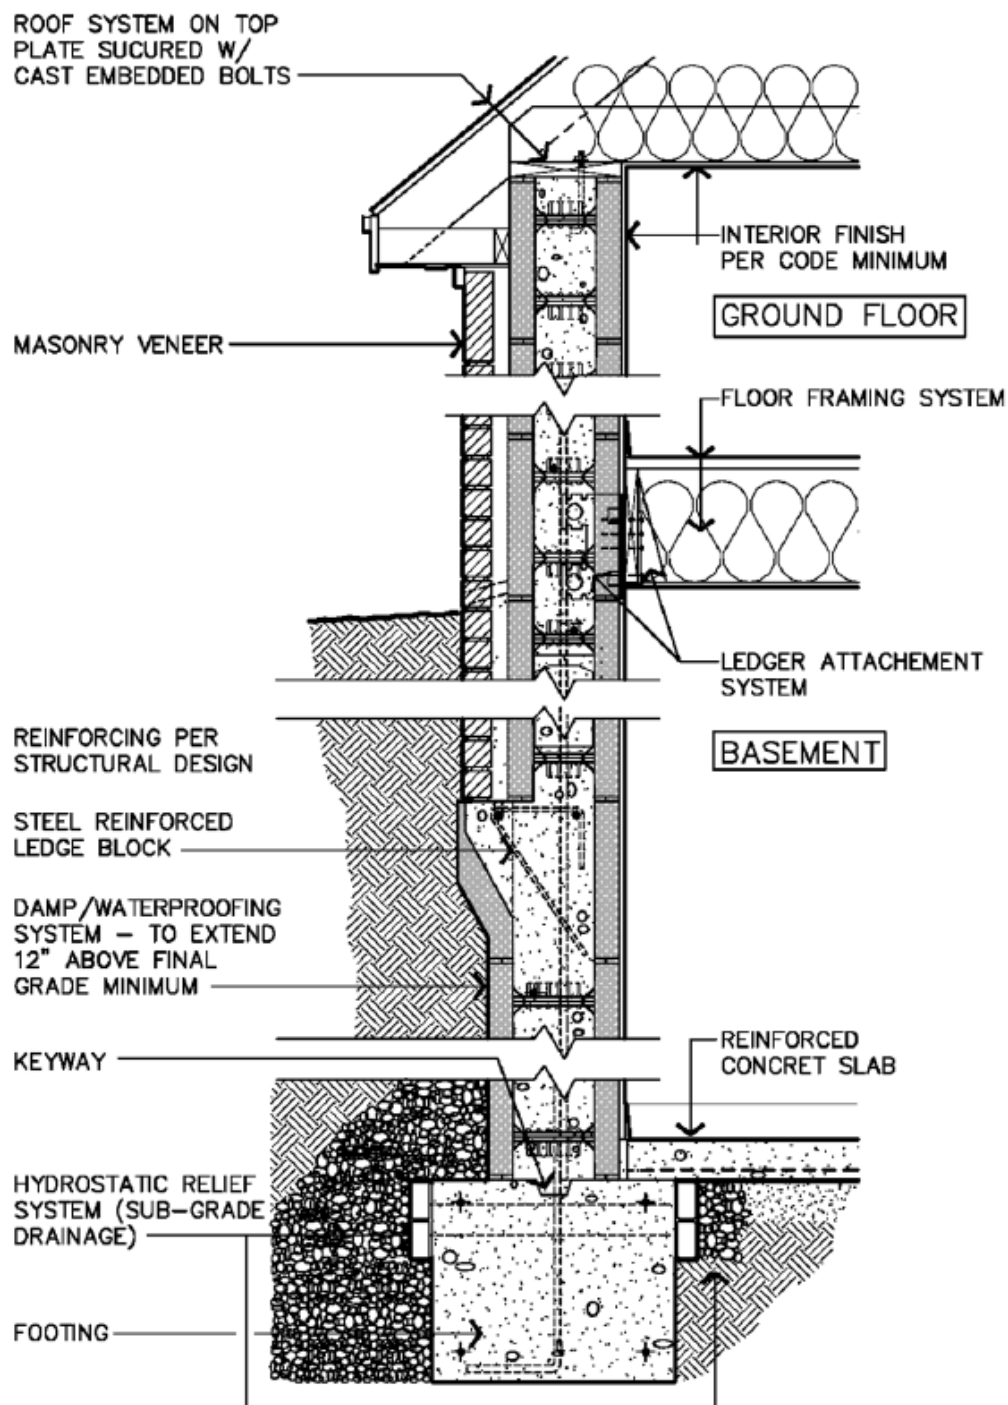 ROOF SYSTEM ON TOP
PLATE SUCURED W/
CAST EMBEDDED BOLTS
INTERIOR FINISH
PER CODE MINIMUM
GROUND FLOOR
MASONRY VENEER
FLOOR FRAMING SYSTEM
LEDGER ATTACHEMENT
SYSTEM
REINFORCING PER
STRUCTURAL DESIGN
BASEMENT
STEEL REINFORCED
LEDGE BLOCK
DAMP/WATERPROOFING
SYSTEM – TO EXTEND
12" ABOVE FINAL
GRADE MINIMUM
REINFORCED
CONCRET SLAB
KEYWAY
HYDROSTATIC RELIEF
SYSTEM (SUB-GRADE
DRAINAGE)
FOOTING